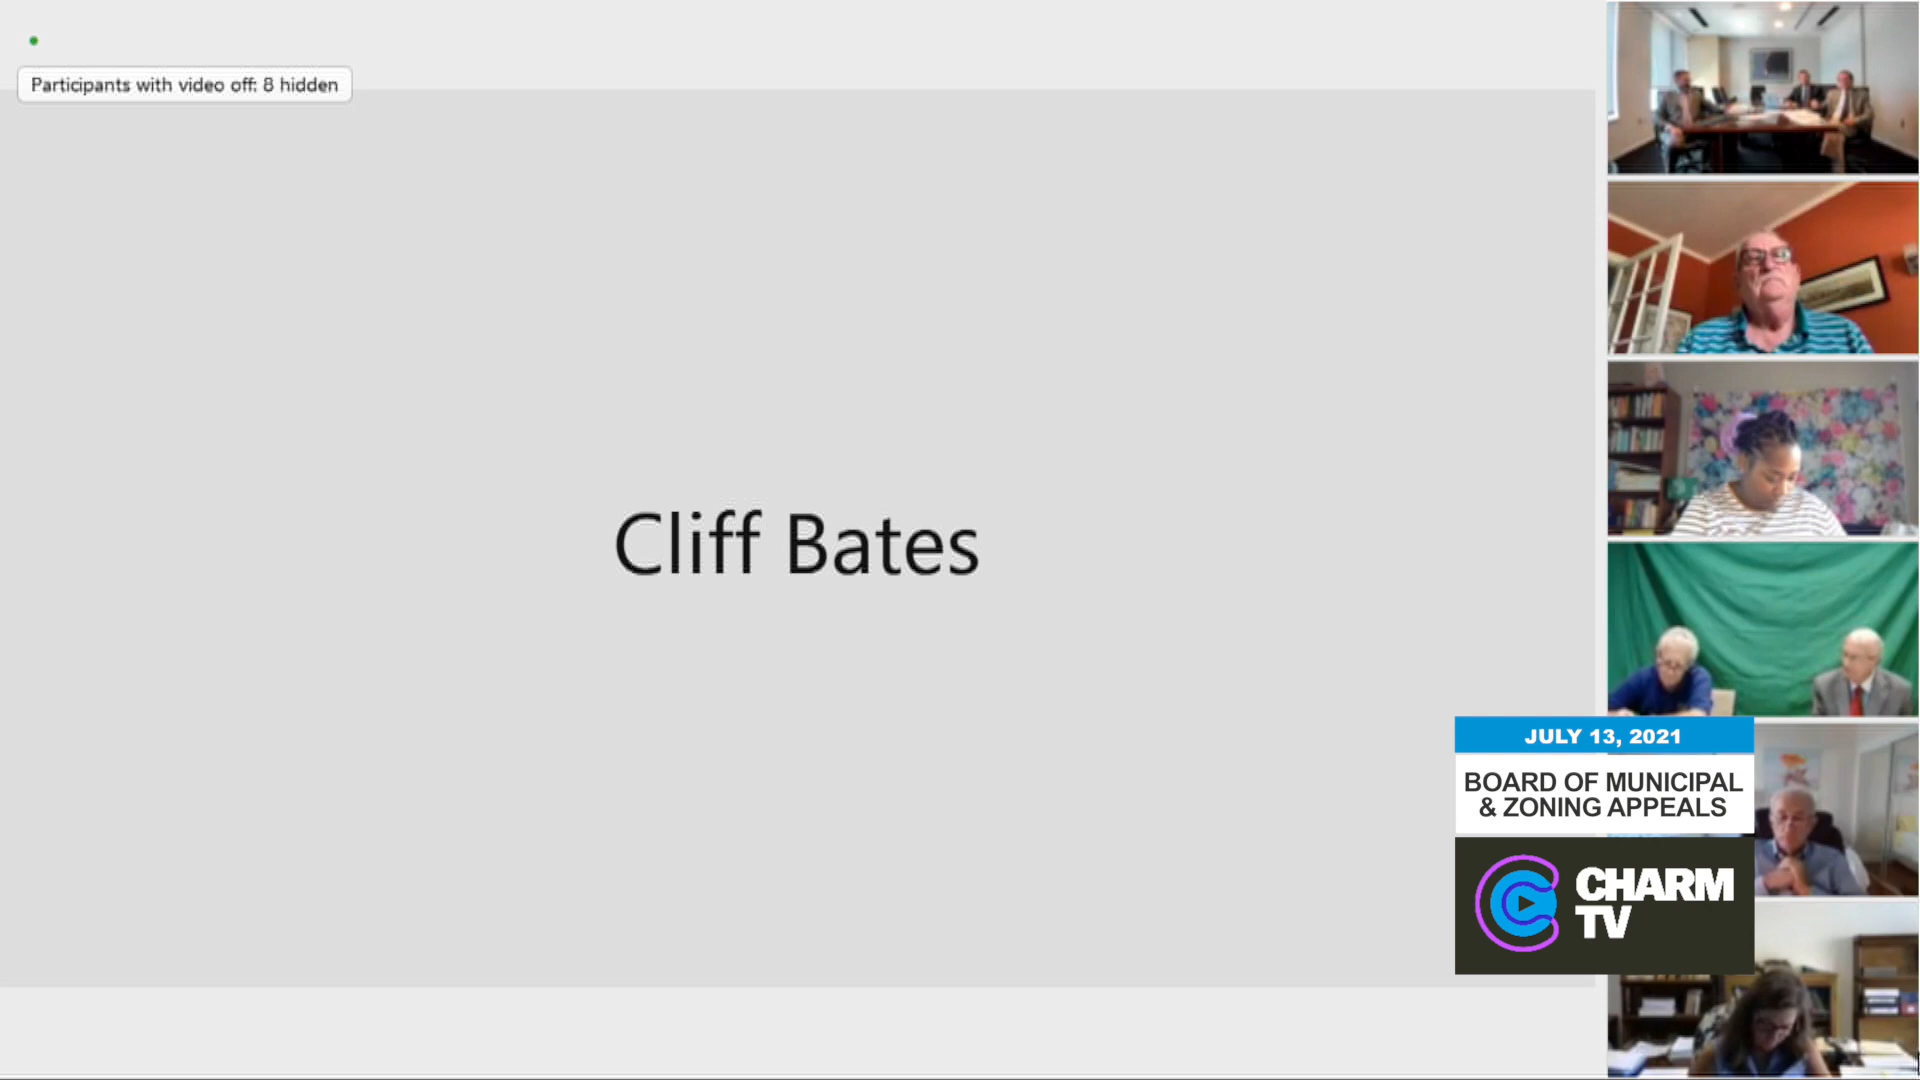 Participants with video off: 8 hidden
Cliff Bates
JULY 13, 2021
BOARD OF MUNICIPAL
& ZONING APPEALS
CHARM
TV